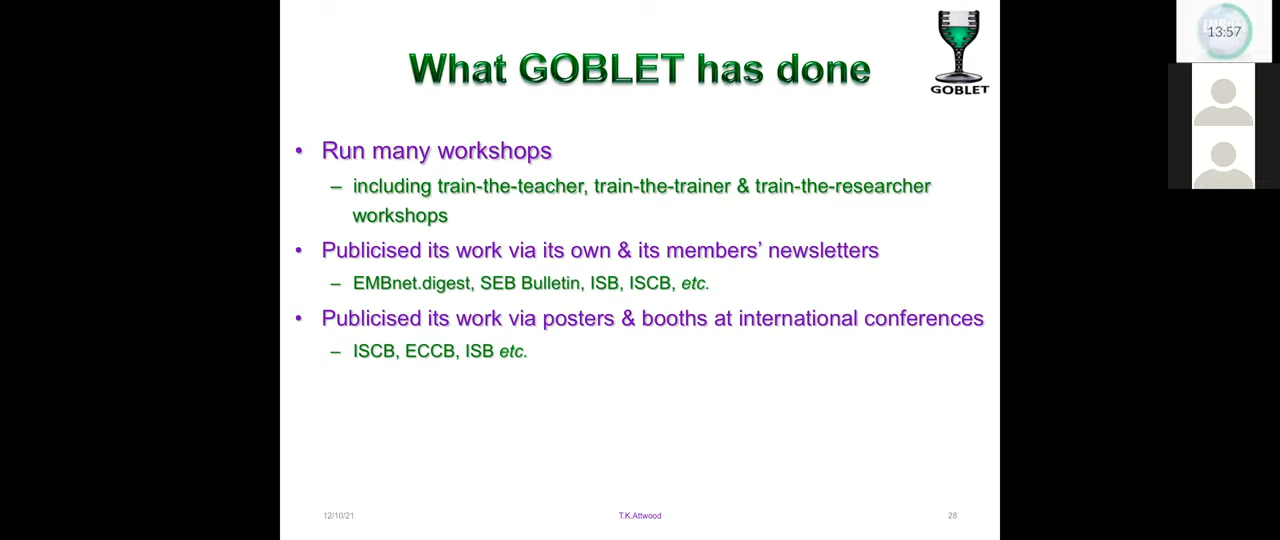 What GOBLET has done
GOBLET
13:57
• Run many workshops
– including train-the-teacher, train-the-trainer & train-the-researcher
workshops
• Publicised its work via its own & its members’ newsletters
– EMBnet.digest, SEB Bulletin, ISB, ISCB, etc.
• Publicised its work via posters & booths at international conferences
– ISCB, ECCB, ISB etc.
12/10/21
T.K.Attwood
28